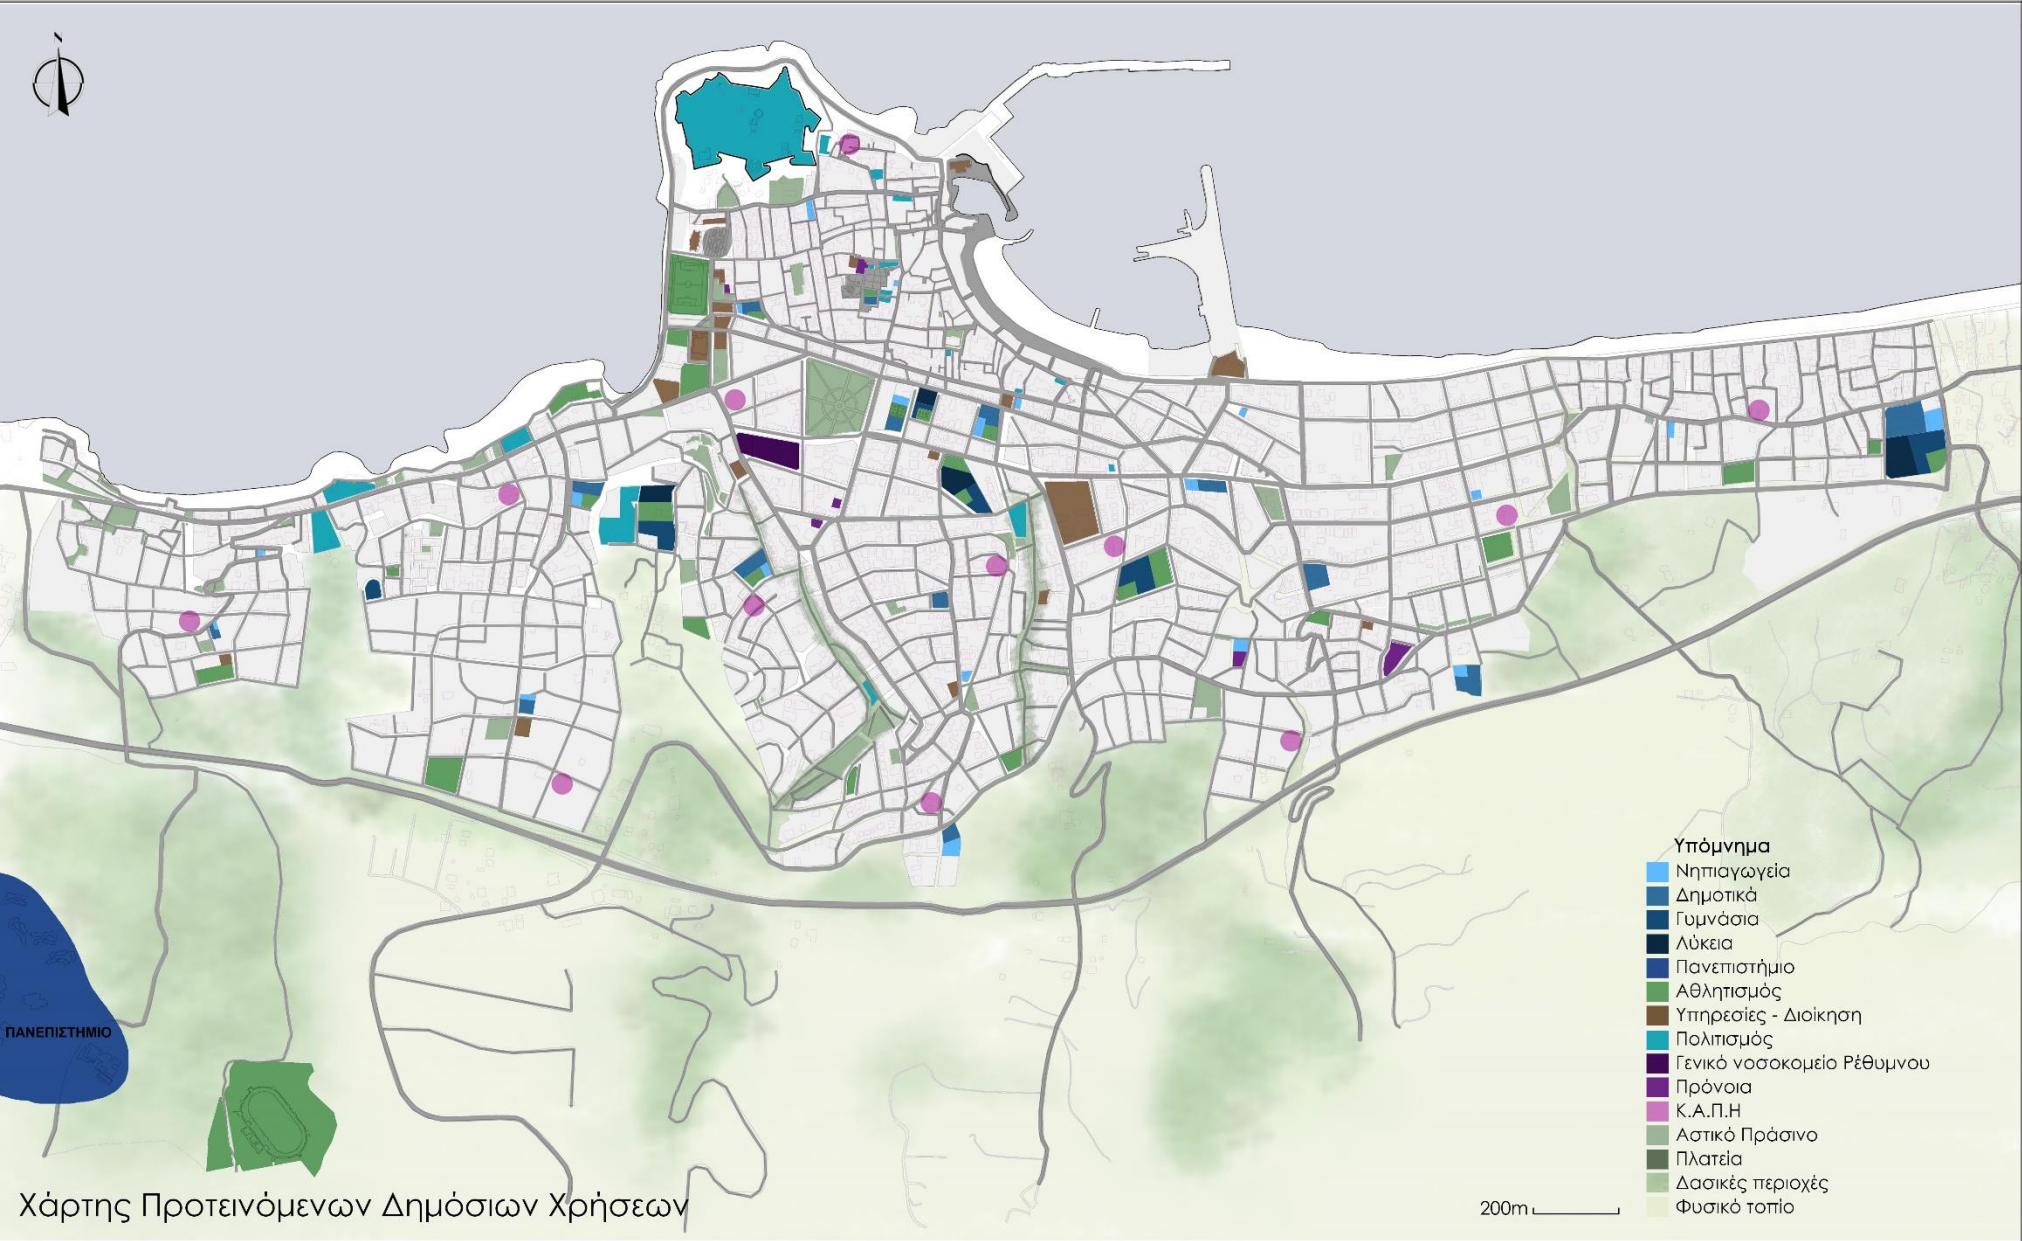 N
Υπόμνημα
Νηπιαγωγεία
Δημοτικά
Γυμνάσια
Λύκεια
Πανεπιστήμιο
Αθλητισμός
Υπηρεσίες - Διοίκηση
Πολιτισμός
Γενικό νοσοκομείο Ρέθυμνου
Πρόνοια
Κ.Α.Π.Η
Αστικό Πράσινο
Πλατεία
Δασικές περιοχές
Φυσικό τοπίο
ΠΑΝΕΠΙΣΤΗΜΙΟ
Χάρτης Προτεινόμενων Δημόσιων Χρήσεων
200m